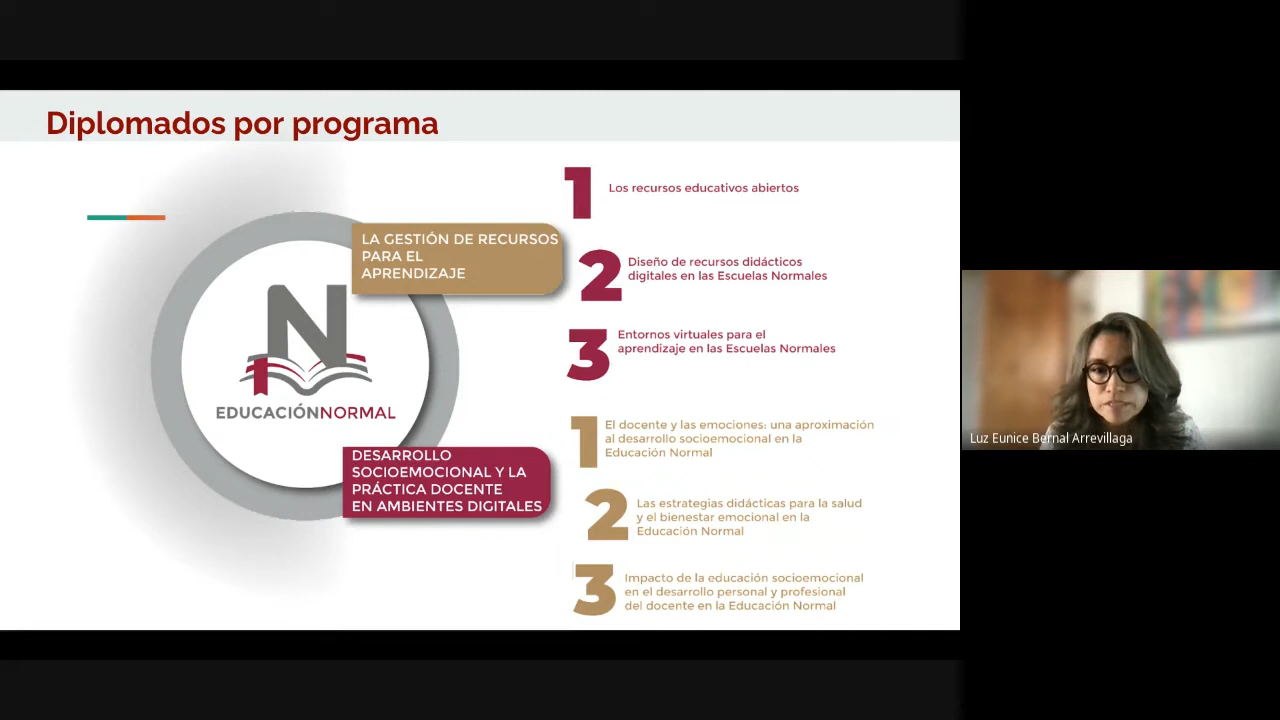 Diplomados por programa
LA GESTIÓN DE RECURSOS
PARA EL
APRENDIZAJE
N
EDUCACIÓNNORMAL
DESARROLLO
SOCIOEMOCIONAL Y LA
PRÁCTICA DOCENTE
EN AMBIENTES DIGITALES
1
Los recursos educativos abiertos
2
Diseño de recursos didácticos
digitales en las Escuelas Normales
3
Entornos virtuales para el
aprendizaje en las Escuelas Normales
1
El docente y las emociones: una aproximación
al desarrollo socioemocional en la
Educación Normal
2
Las estrategias didácticas para la salud
y el bienestar emocional en la
Educación Normal
3
Impacto de la educación socioemocional
en el desarrollo personal y profesional
del docente en la Educación Normal
Luz Eunice Bernal Arrevillaga